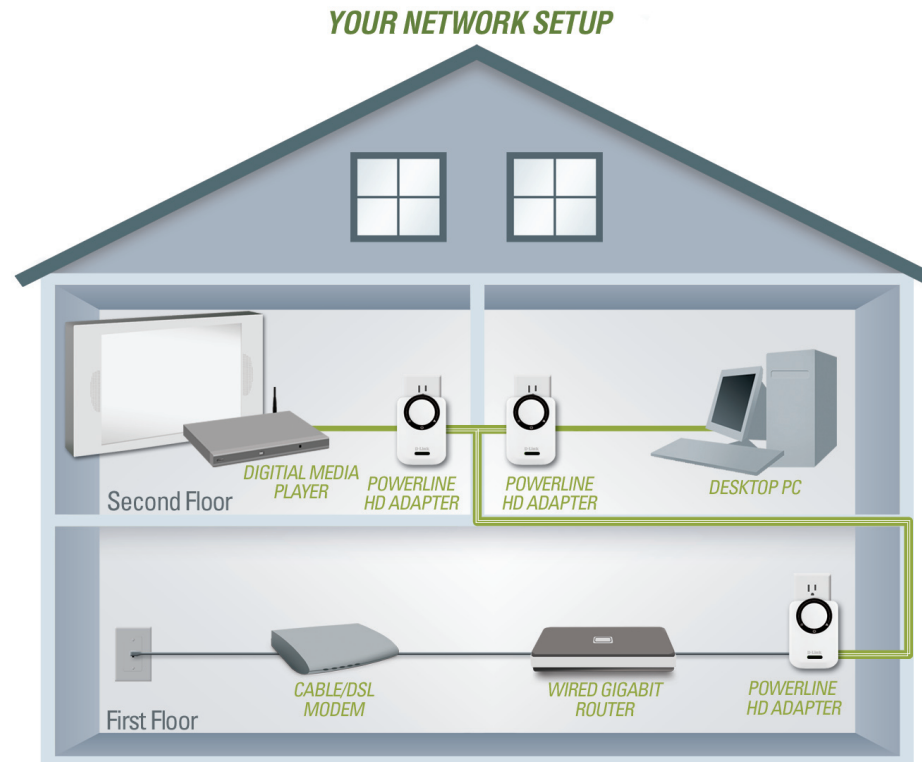 YOUR NETWORK SETUP
DIGITIAL MEDIA
PLAYER
POWERLINE
HD ADAPTER
POWERLINE
HD ADAPTER
DESKTOP PC
Second Floor
CABLE/DSL
MODEM
WIRED GIGABIT
ROUTER
POWERLINE
HD ADAPTER
First Floor